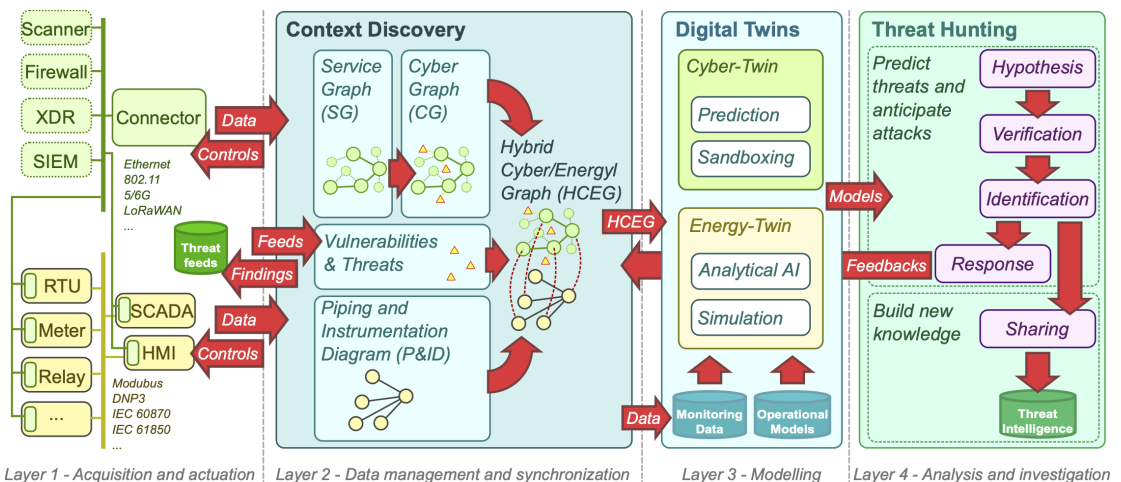 Scanner
Firewall
XDR
SIEM
Connector
Ethernet
802.11
5/6G
LoRaWAN
...
Data
Controls
Threat
feeds
Feeds
Findings
RTU
Meter
Relay
...
SCADA
HMI
Modubus
DNP3
IEC 60870
IEC 61850
...
Data
Controls
Layer 1 - Acquisition and actuation
Context Discovery
Service
Graph
(SG)
Cyber
Graph
(CG)
Hybrid
Cyber/Energyl
Graph (HCEG)
Vulnerabilities
& Threats
Piping and
Instrumentation
Diagram (P&ID)
Layer 2 - Data management and synchronization
HCEG
Data
Digital Twins
Cyber-Twin
Prediction
Sandboxing
Energy-Twin
Analytical AI
Simulation
Monitoring
Data
Operational
Models
Layer 3 - Modelling
Models
Feedbacks
Threat Hunting
Predict
threats and
anticipate
attacks
Hypothesis
Verification
Identification
Response
Build new
knowledge
Sharing
Threat
Intelligence
Layer 4 - Analysis and investigation